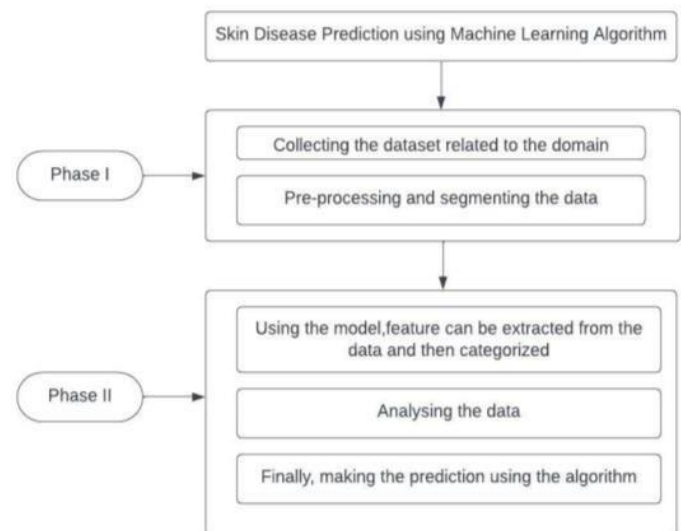 Skin Disease Prediction using Machine Learning Algorithm
Phase I
Collecting the dataset related to the domain
Pre-processing and segmenting the data
Phase II
Using the model,feature can be extracted from the
data and then categorized
Analysing the data
Finally, making the prediction using the algorithm